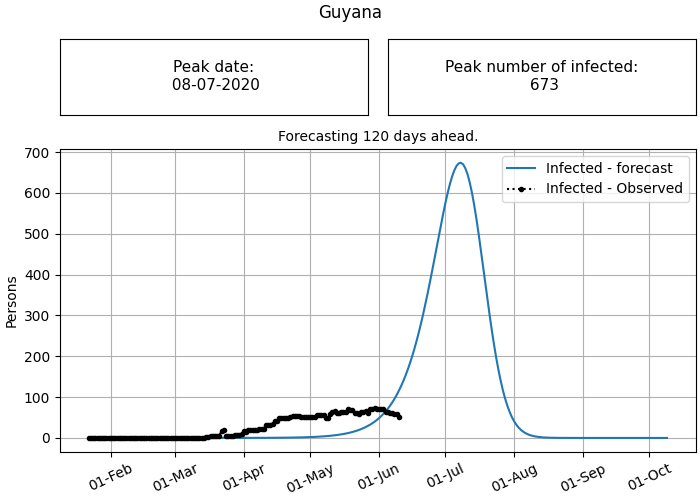 Guyana
Peak date:
08-07-2020
Peak number of infected:
673
Forecasting 120 days ahead.
Infected - forecast
Infected - Observed
Persons
700
600
500
400
300
200
100
0
01-Feb
01-Mar
01-Apr
01-May
01-Jun
01-Jul
01-Aug
01-Sep
01-Oct